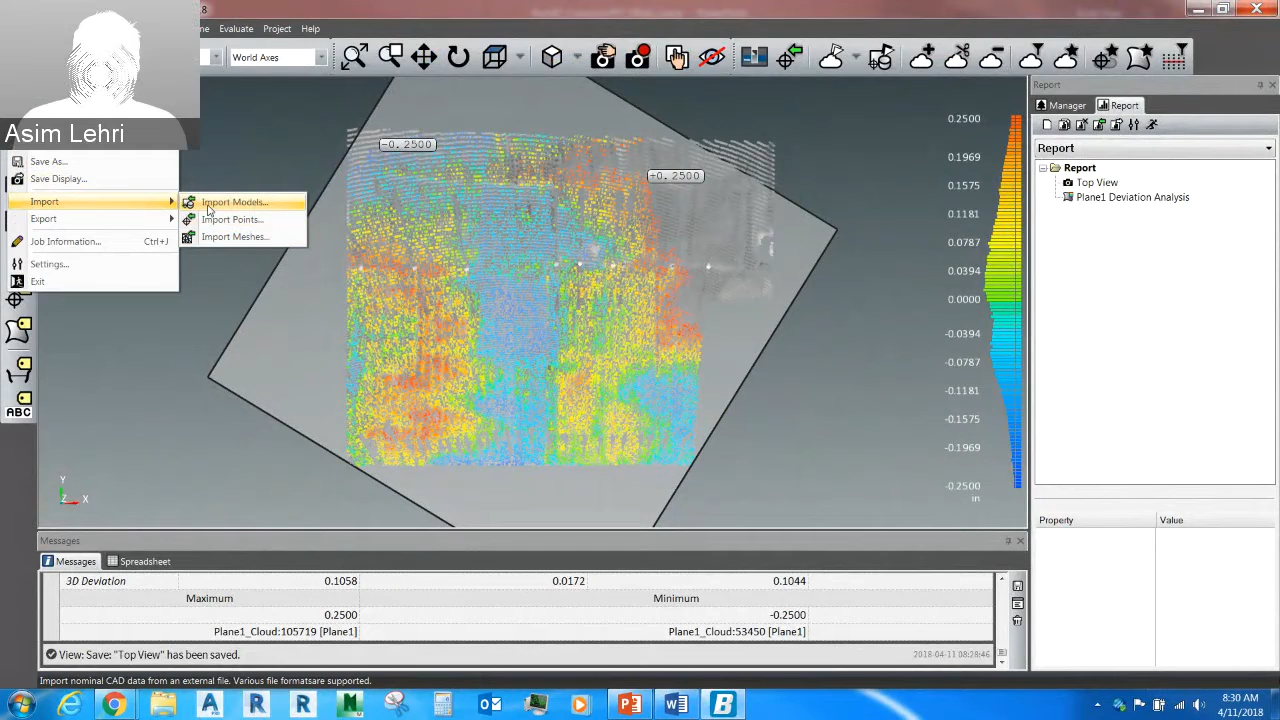 .8
ne Evaluate Project Help
World Axes
Asim Lehri
Save As...
Save Display...
Import
Export
Job Information... Ctrl+J
Settings...
Exit
Import Models...
Import Points...
Import Meshes...
ABC
-0.2500
+0.2500
0.2500
0.1969
0.1575
0.1181
0.0787
0.0394
0.0000
-0.0394
-0.0787
-0.1181
-0.1575
-0.1969
-0.2500
in
Y
Z X
Report
Manager Report
Report
Report
Top View
Plane1 Deviation Analysis
Property Value
Messages
Messages Spreadsheet
3D Deviation 0.1058 0.0172 0.1044
Maximum Minimum
0.2500 -0.2500
Plane1_Cloud:105719 [Plane1] Plane1_Cloud:53450 [Plane1]
View: Save: "Top View" has been saved. 2018-04-11 08:28:46
Import nominal CAD data from an external file. Various file formatsare supported.
8:30 AM
4/11/2018